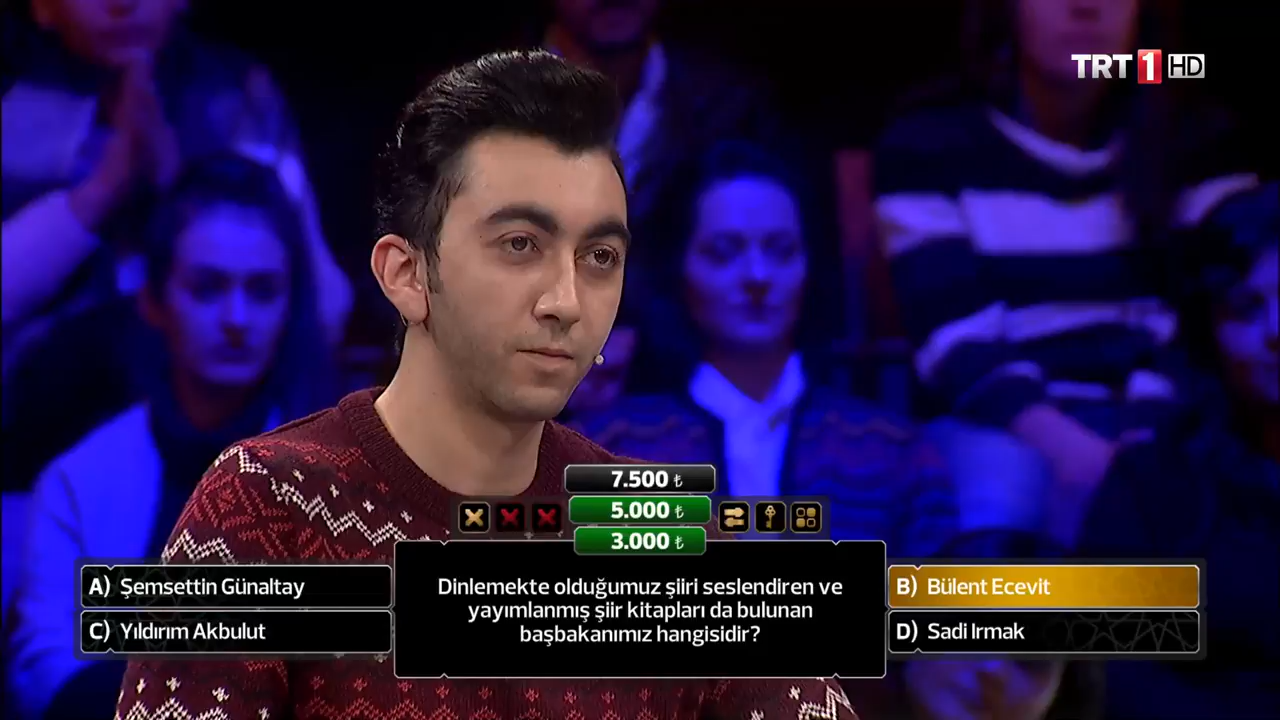 TRT 1 HD
7.500 ₺
5.000 ₺
3.000 ₺
Dinlemekte olduğumuz şiiri seslendiren ve
yayımlanmış şiir kitapları da bulunan
başbakanımız hangisidir?
A) Şemsettin Günaltay
B) Bülent Ecevit
C) Yıldırım Akbulut
D) Sadi Irmak